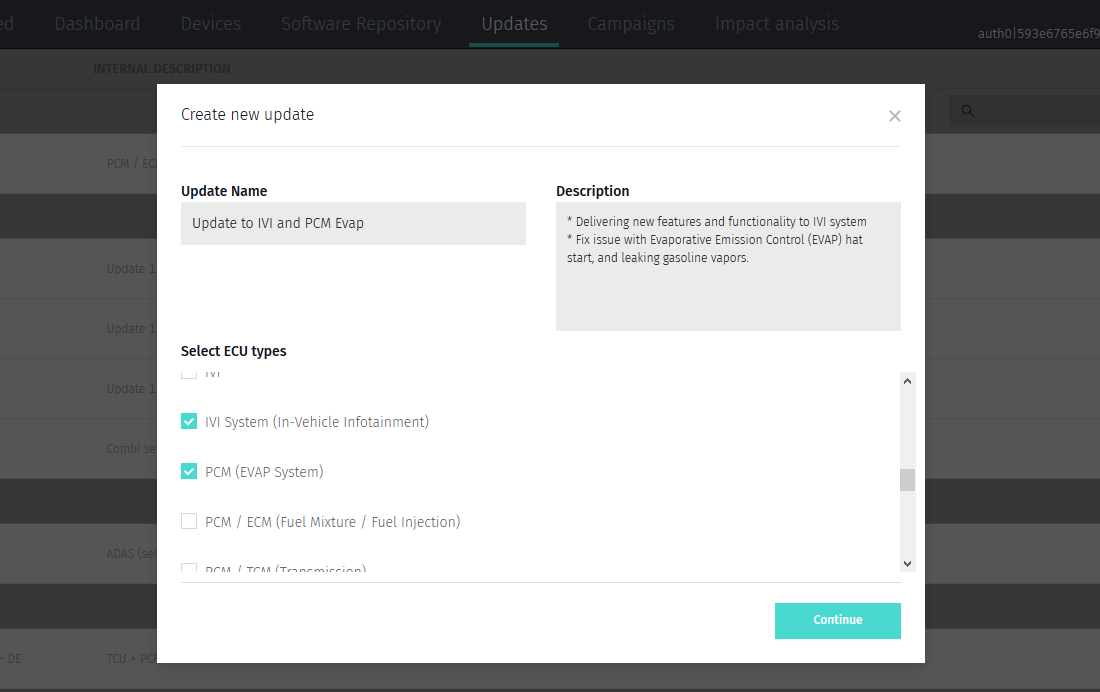 ed Dashboard Devices Software Repository Updates Campaigns Impact analysis
auth0|593e6765e6f9
INTERNAL DESCRIPTION
Create new update
PCM / EC
Update Name
Update to IVI and PCM Evap
Description
* Delivering new features and functionality to IVI system
* Fix issue with Evaporative Emission Control (EVAP) hat
start, and leaking gasoline vapors.
Update 1.
Update 1.
Update 1.
Combi se
ADAS (ser
- DE TCU + PCM
Select ECU types
IVI
IVI System (In-Vehicle Infotainment)
PCM (EVAP System)
PCM / ECM (Fuel Mixture / Fuel Injection)
PCM / TCM (Transmission)
Continue